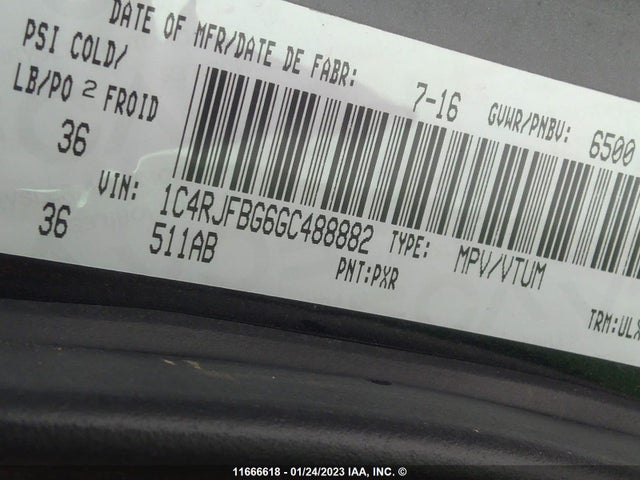 DATE OF MFR/DATE DE FABR: 7-16 GVWR/PNBV: 6500
PSI COLD/
LB/PO 2 FROID
36
VIN: 1C4RJFBG6GC488882 TYPE: MPV/VTUM
36
511AB PNT:PXR TRM:ULX
11666618 - 01/24/2023 IAA, INC. ©